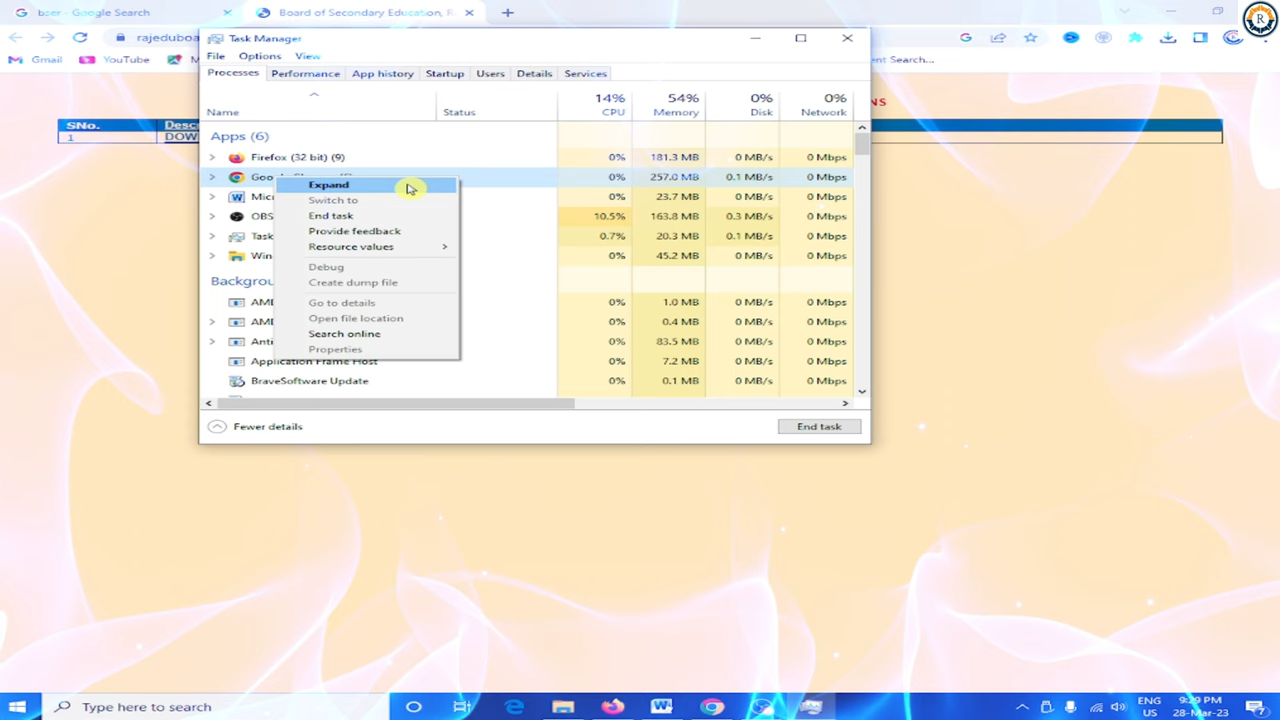 bser - Google Search
Board of Secondary Education, R
rajeduboa
Gmail
YouTube
M
nt Search...
R
NS
SNo.
Desc
1
DOW
Task Manager
File Options View
Processes Performance App history Startup Users Details Services
14% 54% 0% 0%
Name Status CPU Memory Disk Network
Apps (6)
Firefox (32 bit) (9) 0% 181.3 MB 0 MB/s 0 Mbps
Goo 0% 257.0 MB 0.1 MB/s 0 Mbps
Micr 0% 23.7 MB 0 MB/s 0 Mbps
OBS 10.5% 163.8 MB 0.3 MB/s 0 Mbps
Task 0.7% 20.3 MB 0.1 MB/s 0 Mbps
Win 0% 45.2 MB 0 MB/s 0 Mbps
Backgrou
AMD 0% 1.0 MB 0 MB/s 0 Mbps
AMD 0% 0.4 MB 0 MB/s 0 Mbps
Anti 0% 83.5 MB 0 MB/s 0 Mbps
Application Frame Host 0% 7.2 MB 0 MB/s 0 Mbps
BraveSoftware Update 0% 0.1 MB 0 MB/s 0 Mbps
Expand
Switch to
End task
Provide feedback
Resource values
Debug
Create dump file
Go to details
Open file location
Search online
Properties
Fewer details
End task
Type here to search
ENG
US
9:29 PM
28-Mar-23
7